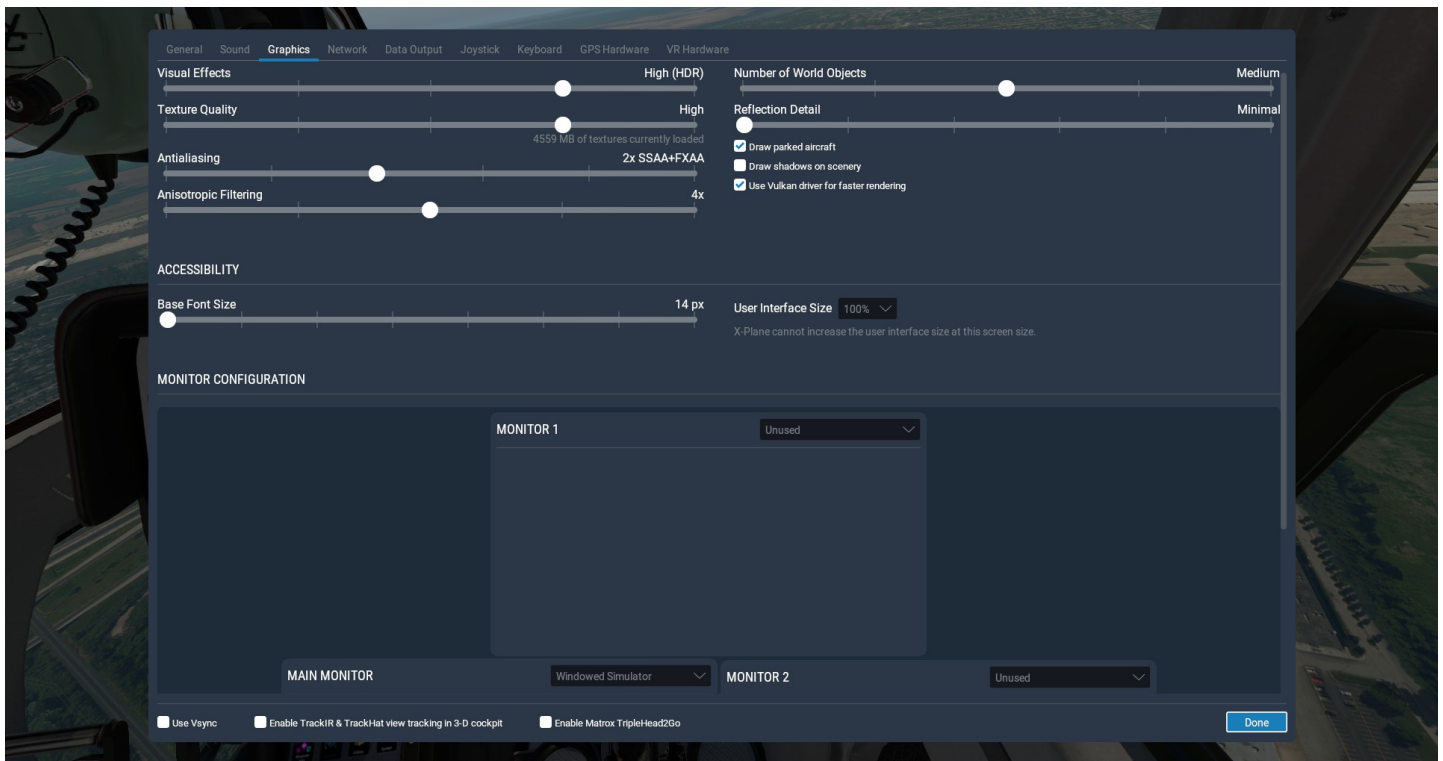 General Sound Graphics Network Data Output Joystick Keyboard GPS Hardware VR Hardware
Visual Effects High (HDR)
Texture Quality High
4559 MB of textures currently loaded
Antialiasing 2x SSAA+FXAA
Anisotropic Filtering 4x
Number of World Objects Medium
Reflection Detail Minimal
Draw parked aircraft
Draw shadows on scenery
Use Vulkan driver for faster rendering
ACCESSIBILITY
Base Font Size 14 px
User Interface Size 100%
X-Plane cannot increase the user interface size at this screen size.
MONITOR CONFIGURATION
MONITOR 1 Unused
MAIN MONITOR Windowed Simulator
MONITOR 2 Unused
Use Vsync Enable TrackIR & TrackHat view tracking in 3-D cockpit Enable Matrox TripleHead2Go Done